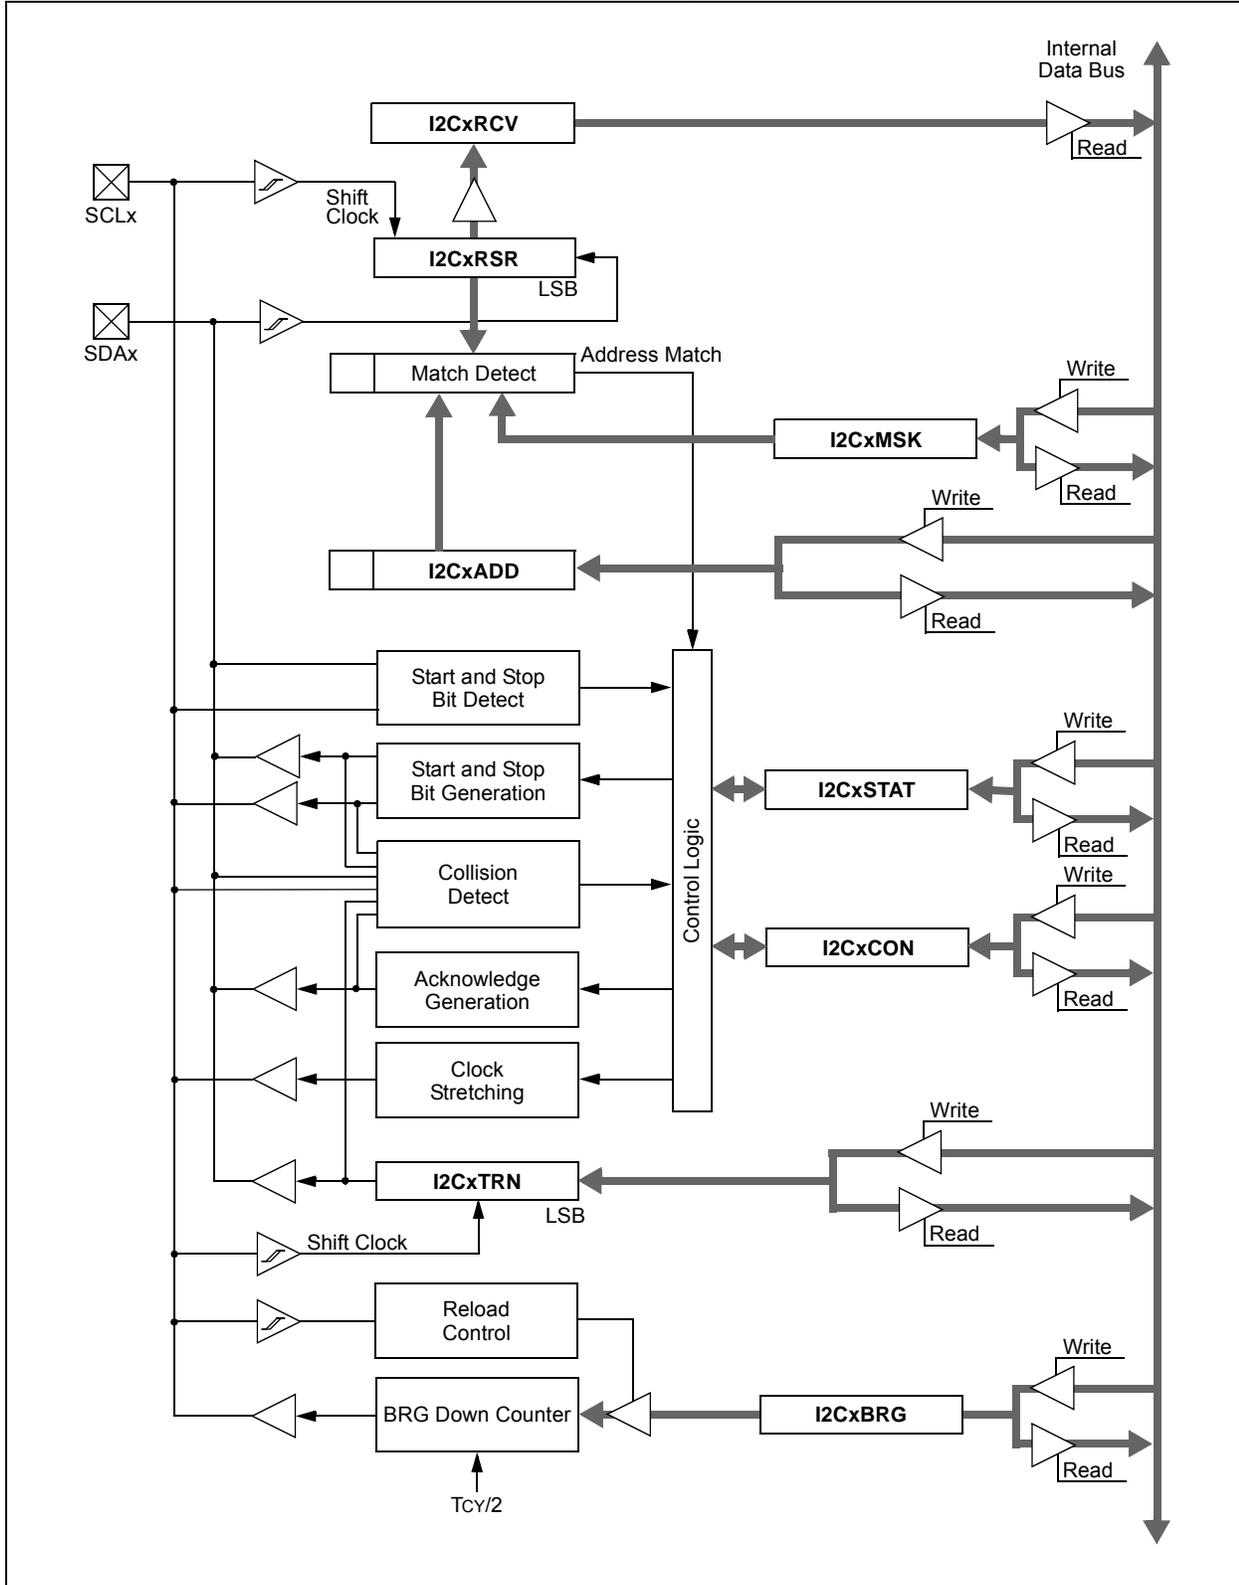 Internal
Data Bus
I2CxRCV
Read
SCLx
Shift
Clock
I2CxRSR
LSB
SDAx
Match Detect
Address Match
Write
I2CxMSK
Read
Write
I2CxADD
Read
Start and Stop
Bit Detect
Write
Start and Stop
Bit Generation
I2CxSTAT
Read
Control Logic
Collision
Detect
Write
I2CxCON
Acknowledge
Generation
Read
Clock
Stretching
Write
I2CxTRN
LSB
Read
Shift Clock
Reload
Control
Write
BRG Down Counter
I2CxBRG
Read
TCY/2